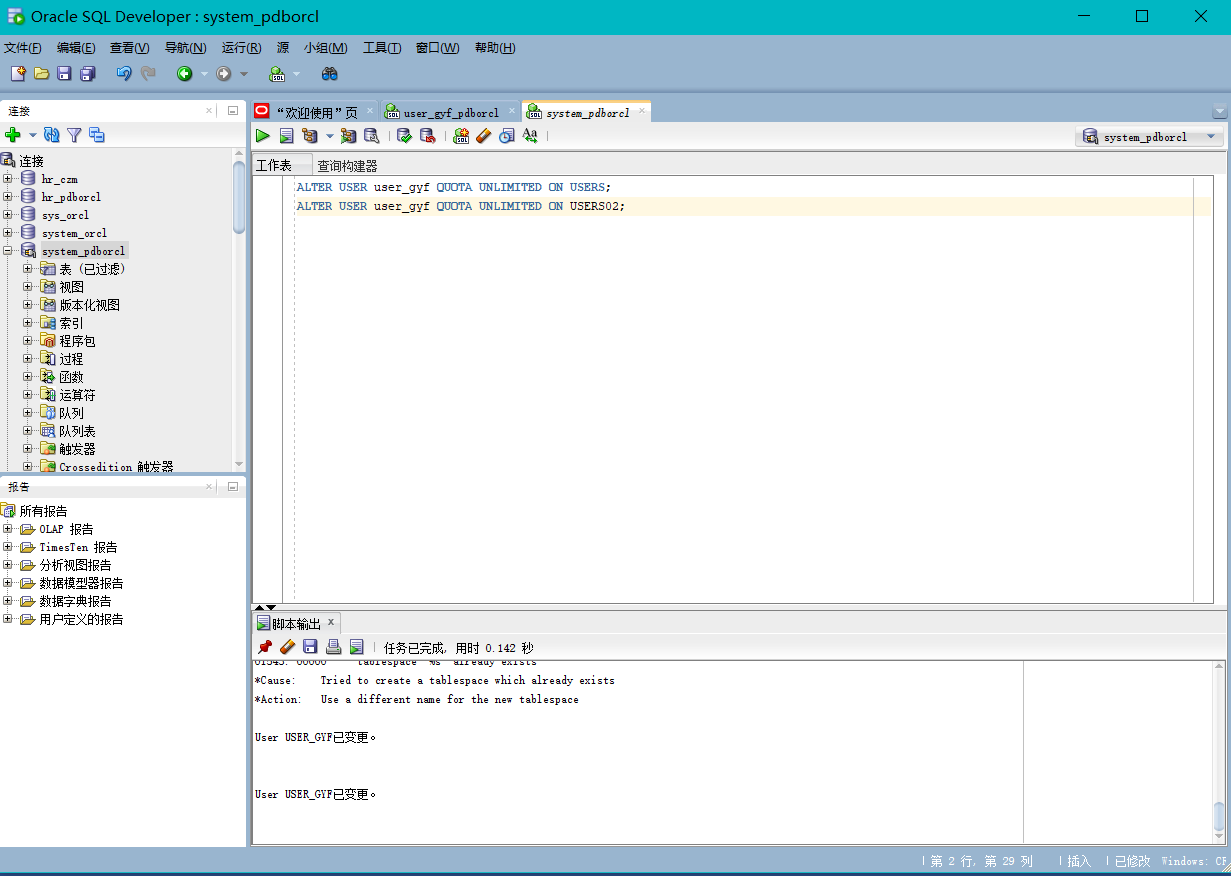 Oracle SQL Developer : system_pdborcl
文件(F) 编辑(E) 查看(V) 导航(N) 运行(R) 源 小组(M) 工具(T) 窗口(W) 帮助(H)
连接
连接
hr_czm
hr_pdborcl
sys_orcl
system_orcl
system_pdborcl
表 (已过滤)
视图
版本化视图
索引
程序包
过程
函数
运算符
队列
队列表
触发器
Crossedition 触发器
报告
所有报告
OLAP 报告
TimesTen 报告
分析视图报告
数据模型器报告
数据字典报告
用户定义的报告
“欢迎使用”页 user_gyf_pdborcl system_pdborcl
system_pdborcl
工作表 查询构建器
ALTER USER user_gyf QUOTA UNLIMITED ON USERS;
ALTER USER user_gyf QUOTA UNLIMITED ON USERS02;
脚本输出
任务已完成, 用时 0.142 秒
01543. 00000 tablespace '%s' already exists
*Cause: Tried to create a tablespace which already exists
*Action: Use a different name for the new tablespace
User USER_GYF已变更。
User USER_GYF已变更。
第 2 行, 第 29 列 插入 已修改 Windows: CR